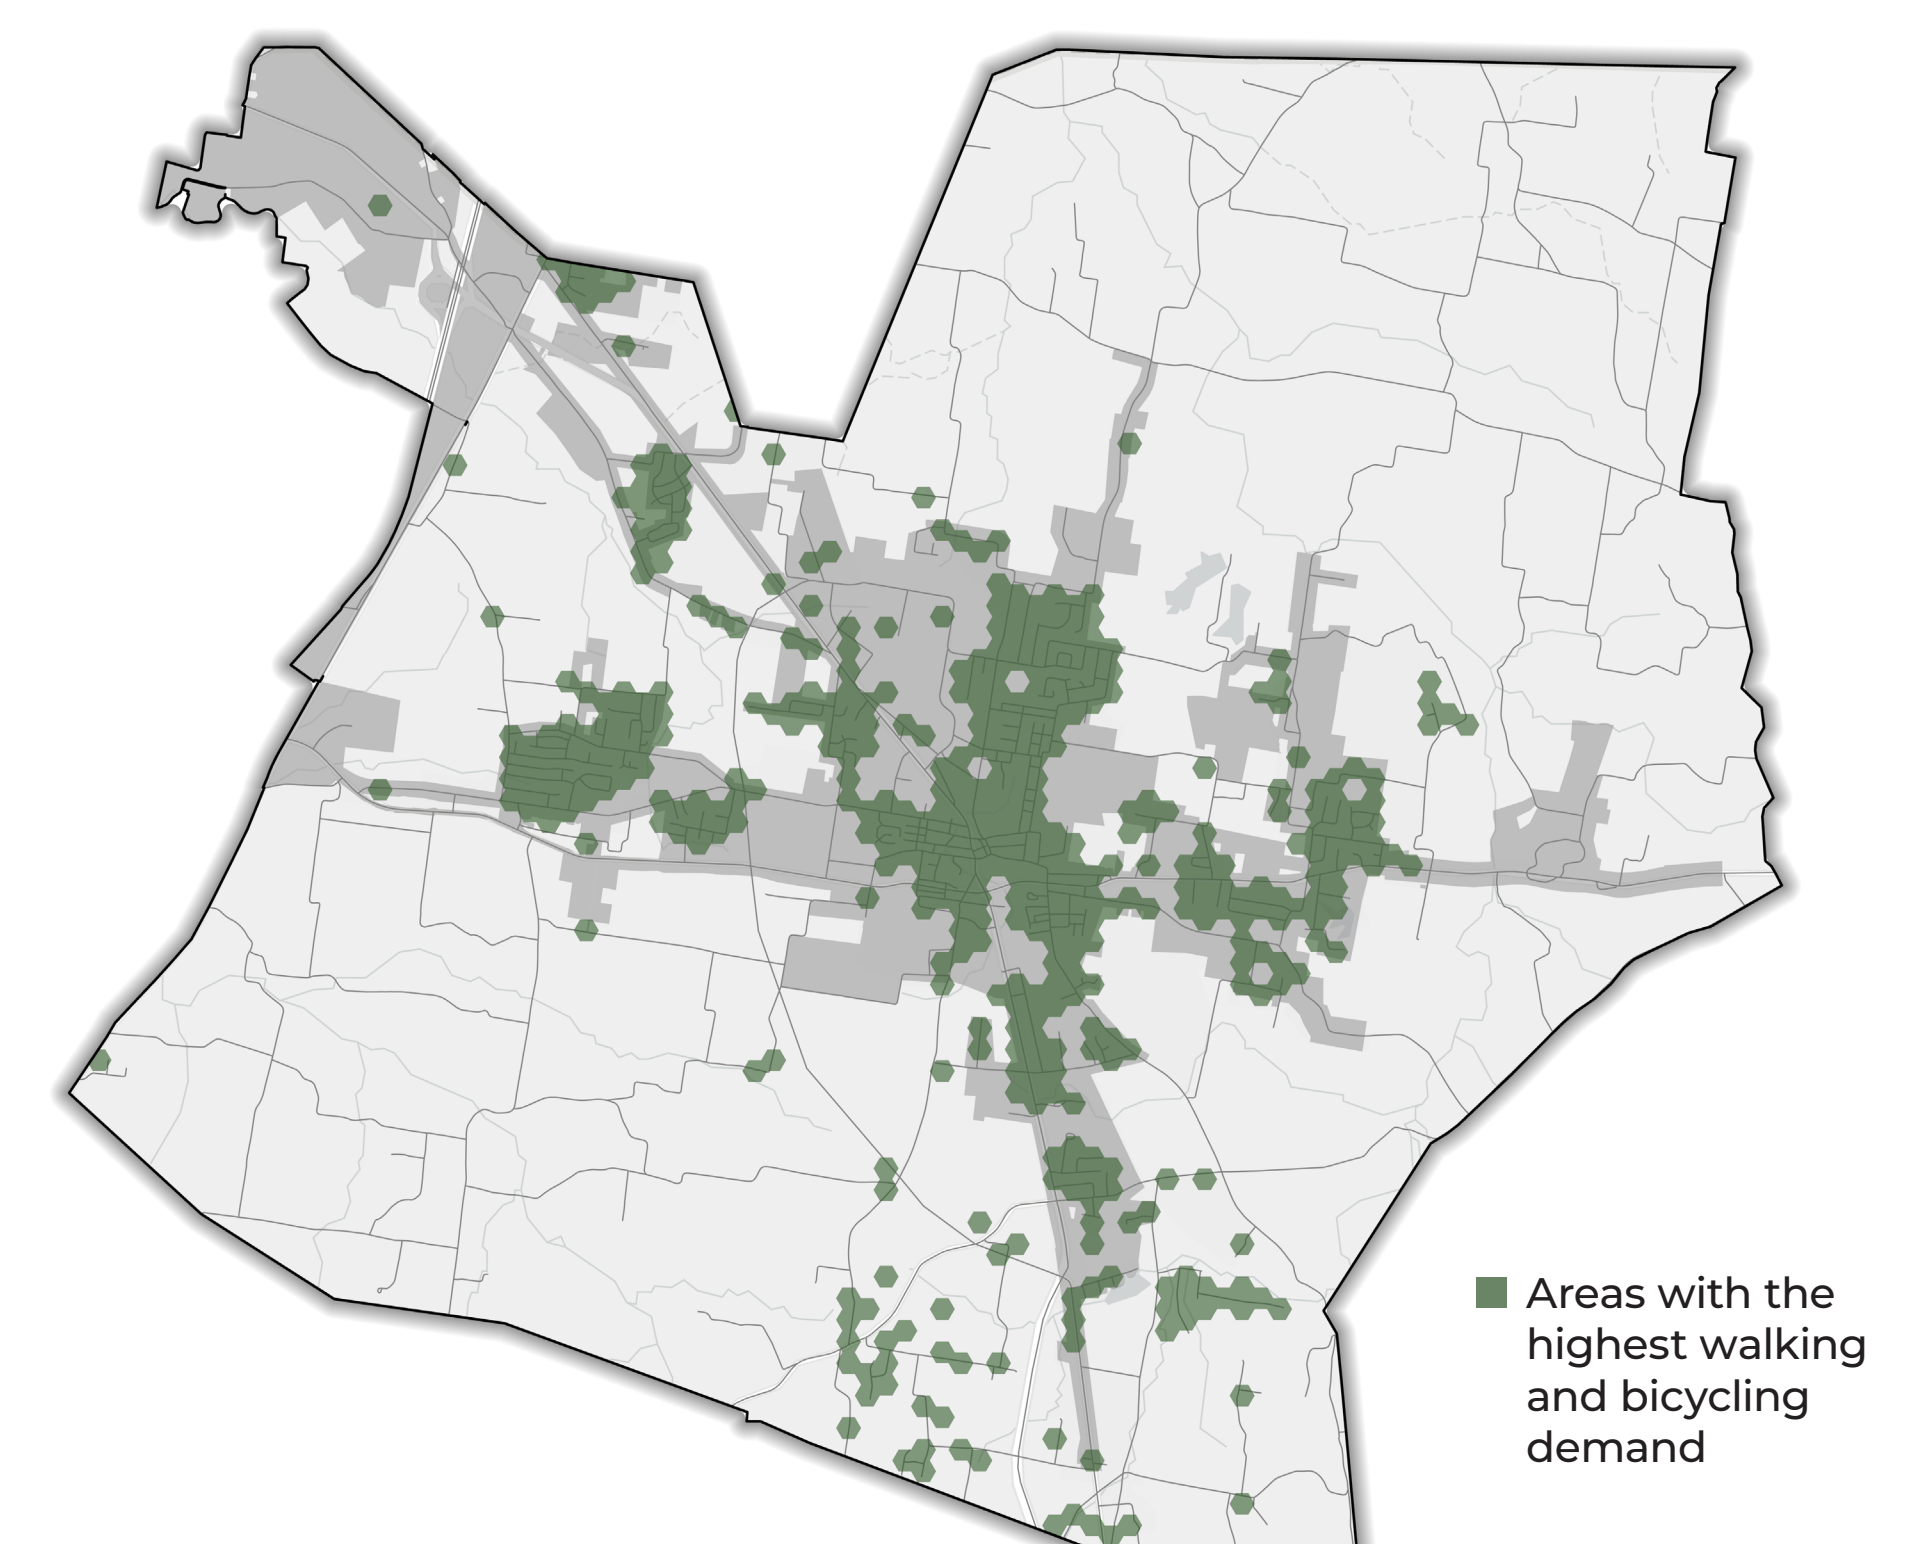 Areas with the
highest walking
and bicycling
demand